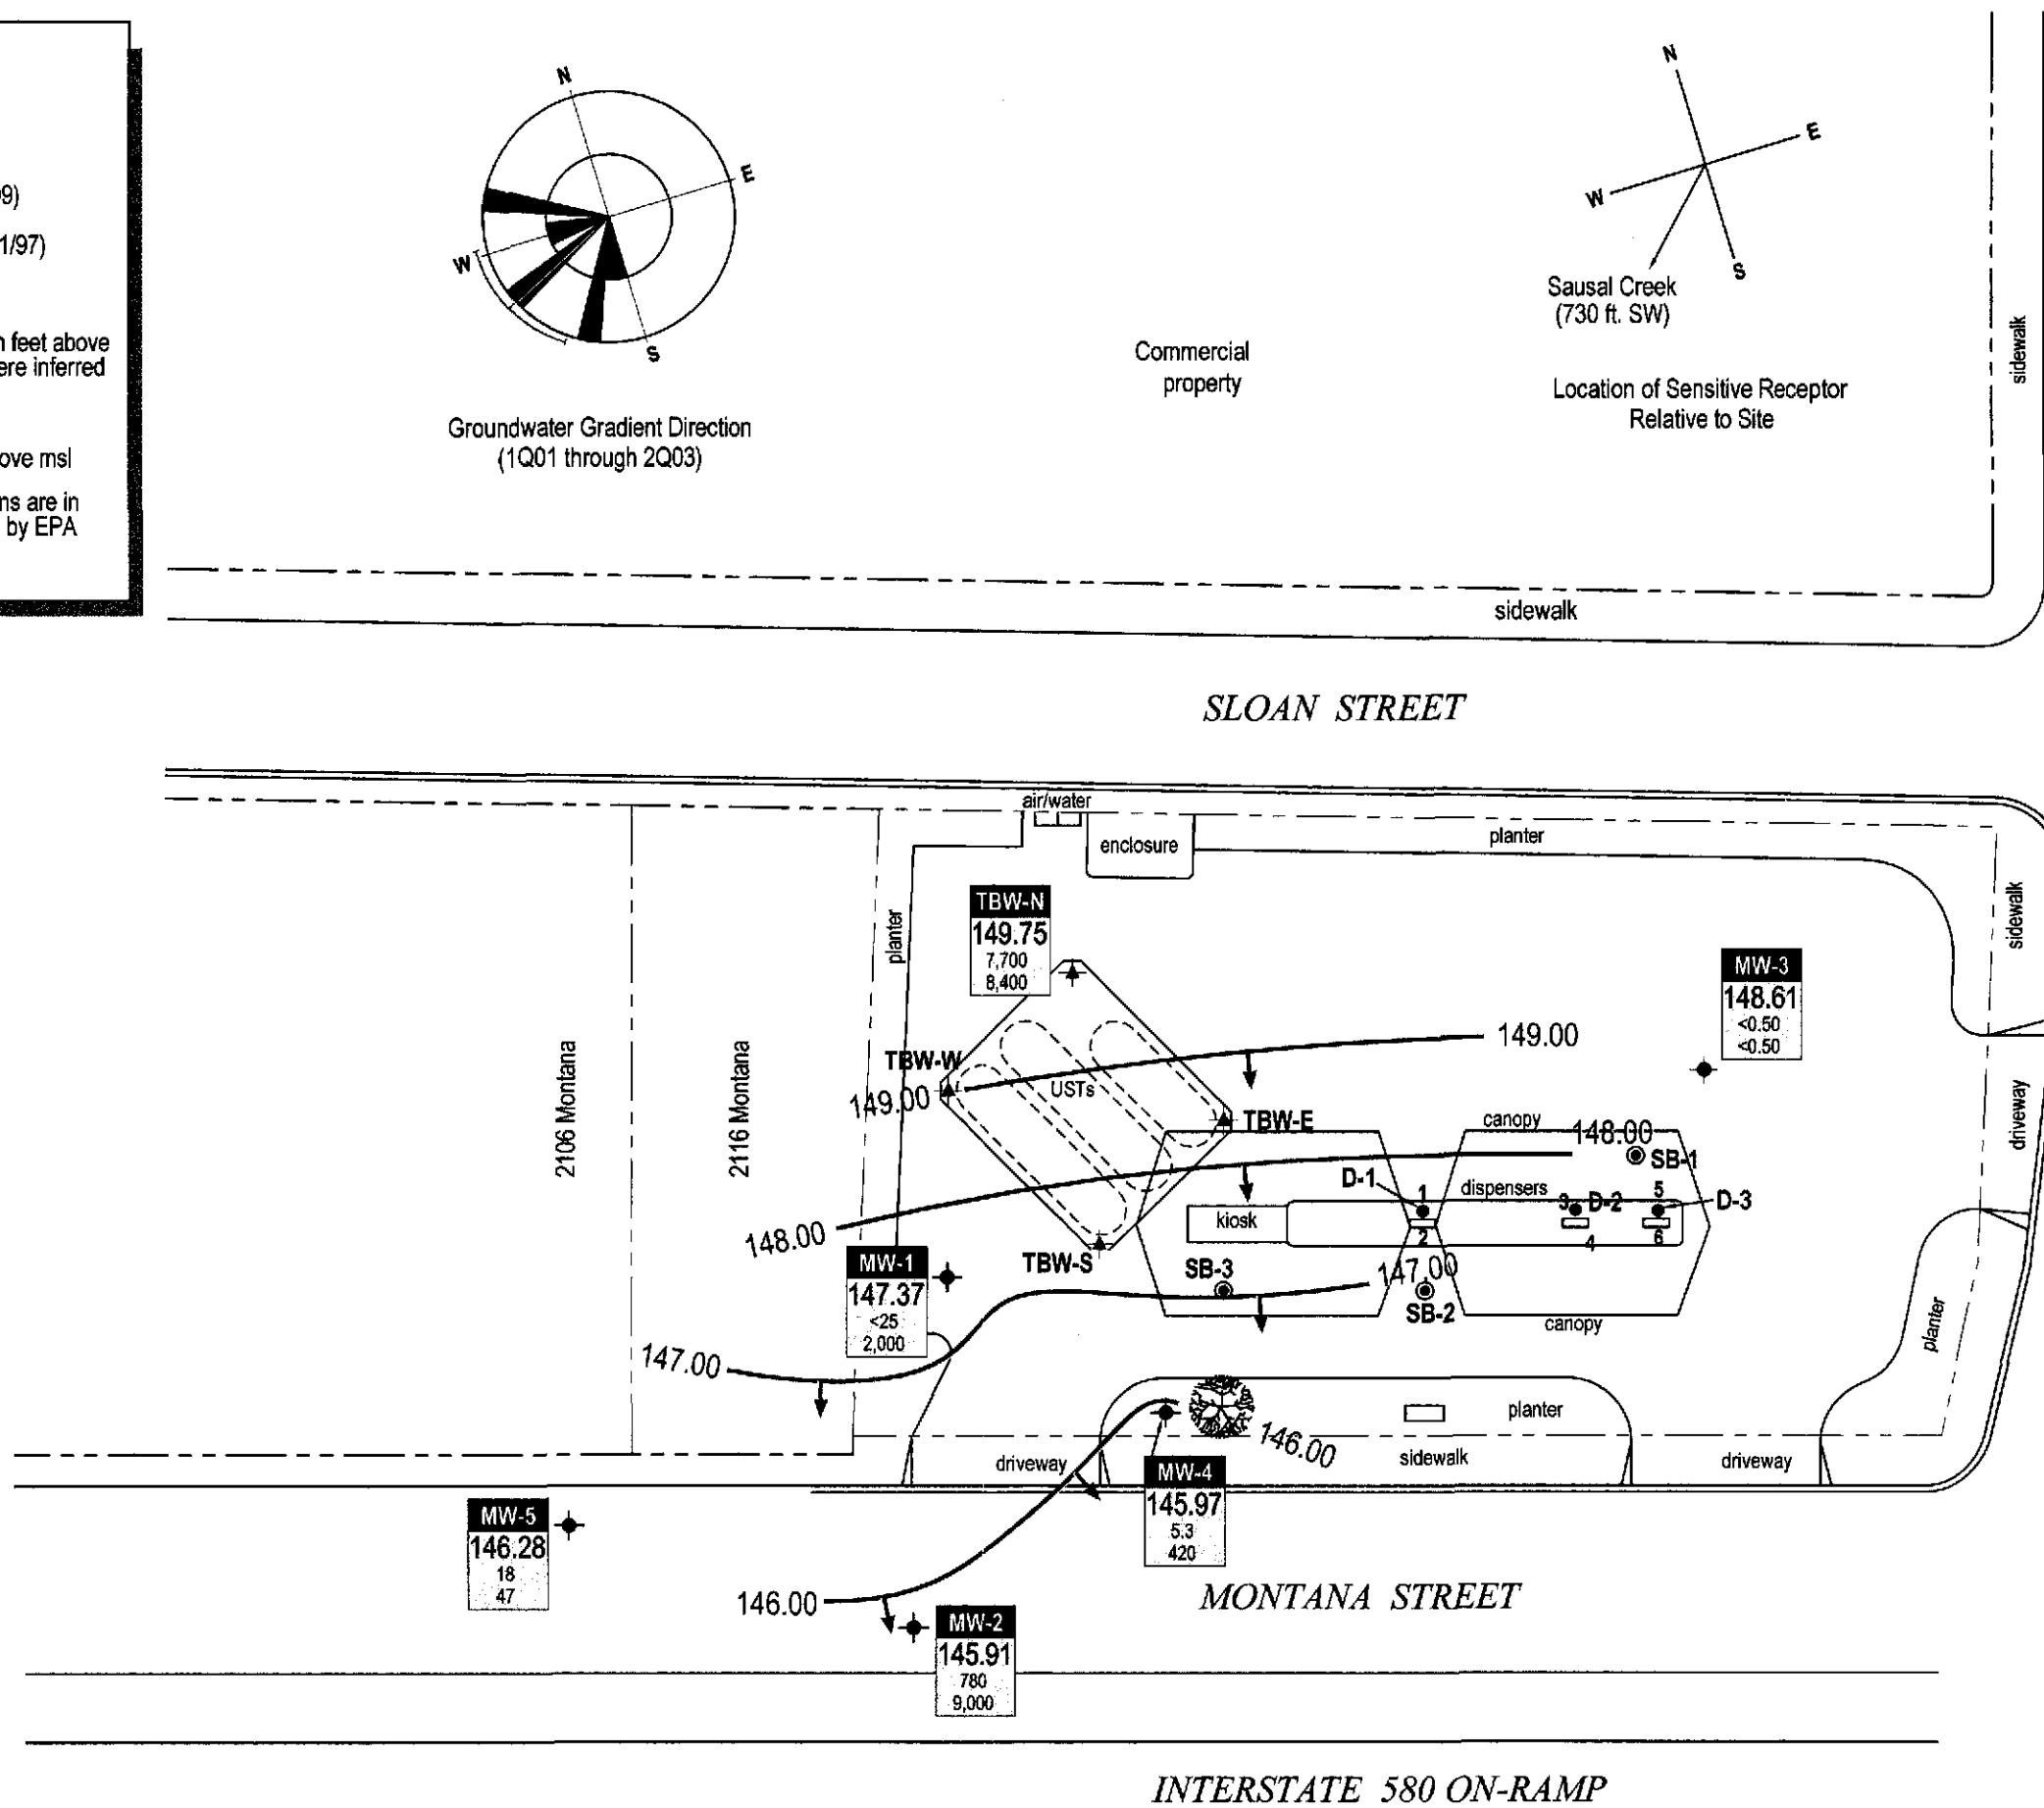 1/97)
feet above
ere inferred
ove msl
ns are in
by EPA
N
E
W
S
Groundwater Gradient Direction
(1Q01 through 2Q03)
Commercial
property
N
E
W
S
Sausal Creek
(730 ft. SW)
Location of Sensitive Receptor
Relative to Site
sidewalk
sidewalk
SLOAN STREET
air/water
enclosure
planter
planter
sidewalk
TBW-N
149.75
7,700
8,400
MW-3
148.61
<0.50
<0.50
149.00
TBW-W
149.00
USTs
TBW-E
2106 Montana
2116 Montana
canopy
148.00
SB-1
driveway
D-1
1
dispensers
3
D-2
5
D-3
kiosk
2
4
6
148.00
TBW-S
MW-1
147.37
<25
2,000
SB-3
147.00
SB-2
canopy
planter
147.00
planter
146.00
sidewalk
driveway
driveway
MW-4
145.97
5.3
420
MW-5
146.28
18
47
146.00
MW-2
145.91
780
9,000
MONTANA STREET
INTERSTATE 580 ON-RAMP